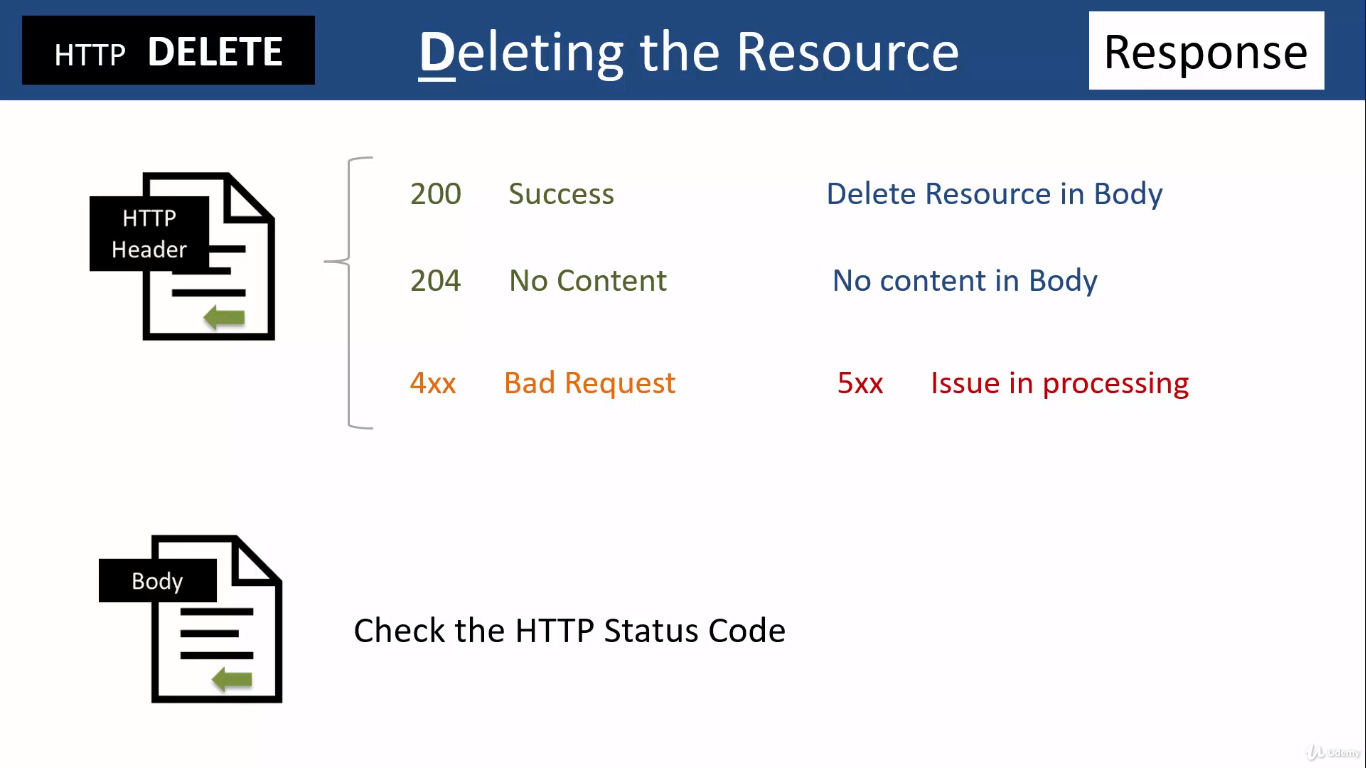 HTTP DELETE
Deleting the Resource
Response
HTTP
Header
200 Success Delete Resource in Body
204 No Content No content in Body
4xx Bad Request 5xx Issue in processing
Body
Check the HTTP Status Code
Udemy